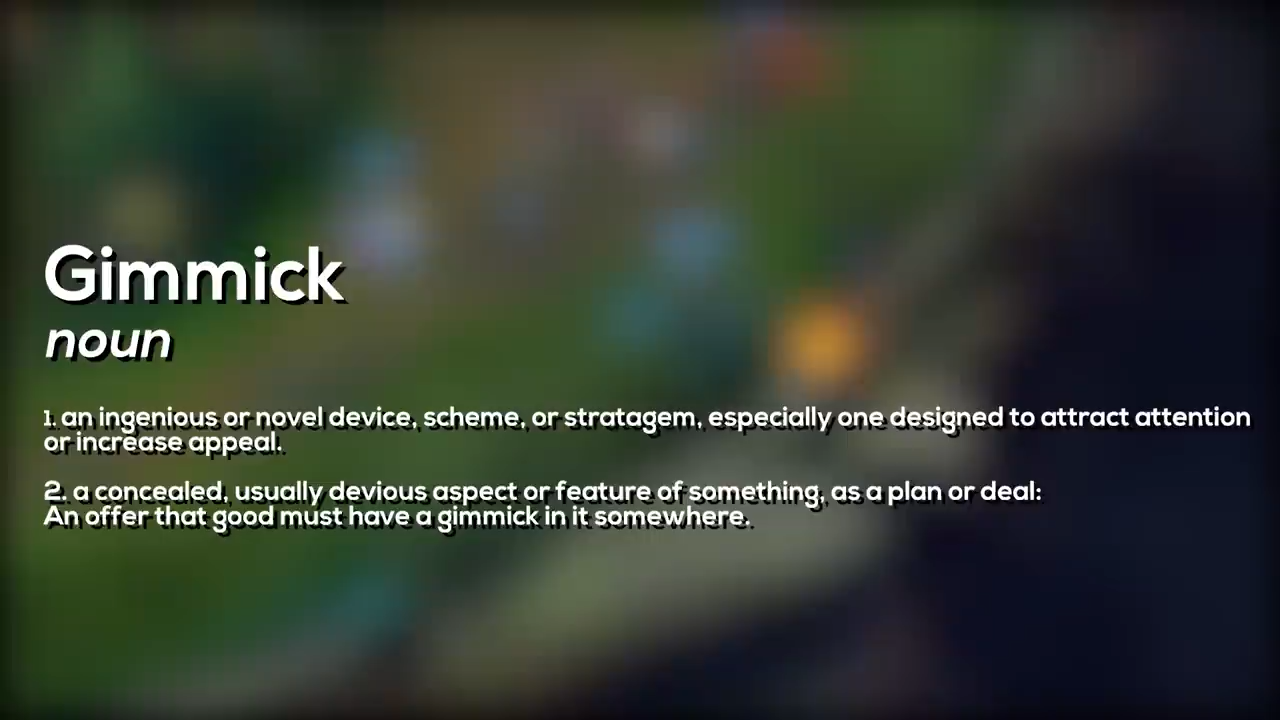 Gimmick
noun
1. an ingenious or novel device, scheme, or stratagem, especially one designed to attract attention
or increase appeal.
2. a concealed, usually devious aspect or feature of something, as a plan or deal:
An offer that good must have a gimmick in it somewhere.